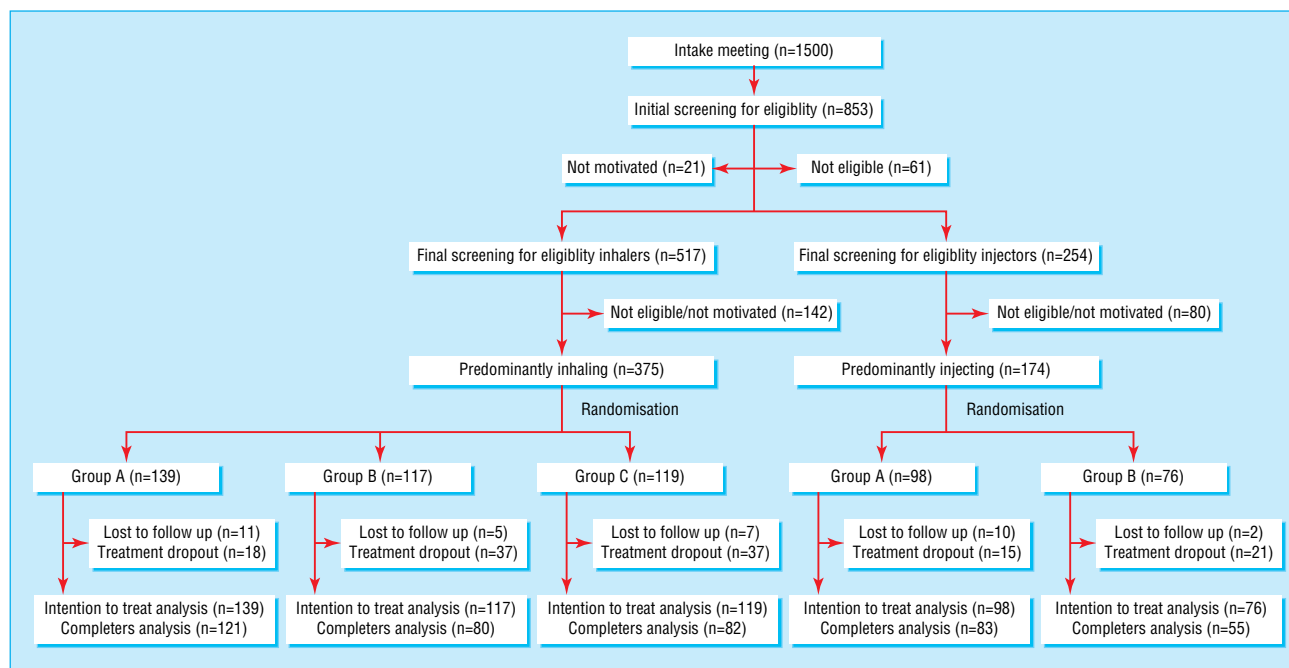 Intake meeting (n=1500)
Initial screening for eligiblity (n=853)
Not motivated (n=21)
Not eligible (n=61)
Final screening for eligiblity inhalers (n=517)
Final screening for eligiblity injectors (n=254)
Not eligible/not motivated (n=142)
Not eligible/not motivated (n=80)
Predominantly inhaling (n=375)
Predominantly injecting (n=174)
Randomisation
Randomisation
Group A (n=139)
Group B (n=117)
Group C (n=119)
Group A (n=98)
Group B (n=76)
Lost to follow up (n=11)
Treatment dropout (n=18)
Lost to follow up (n=5)
Treatment dropout (n=37)
Lost to follow up (n=7)
Treatment dropout (n=37)
Lost to follow up (n=10)
Treatment dropout (n=15)
Lost to follow up (n=2)
Treatment dropout (n=21)
Intention to treat analysis (n=139)
Completers analysis (n=121)
Intention to treat analysis (n=117)
Completers analysis (n=80)
Intention to treat analysis (n=119)
Completers analysis (n=82)
Intention to treat analysis (n=98)
Completers analysis (n=83)
Intention to treat analysis (n=76)
Completers analysis (n=55)